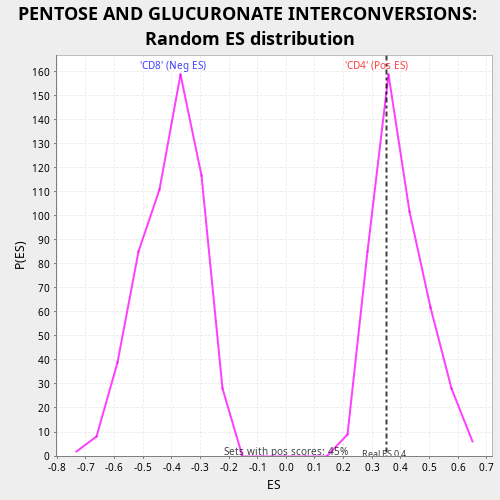 PENTOSE AND GLUCURONATE INTERCONVERSIONS:
Random ES distribution
'CD8' (Neg ES)
'CD4' (Pos ES)
160
150
140
130
120
110
100
90
80
70
60
50
40
30
20
10
0
P(ES)
Sets with pos scores: 45%
Real ES 0.4
-0.8 -0.7 -0.6 -0.5 -0.4 -0.3 -0.2 -0.1 0.0 0.1 0.2 0.3 0.4 0.5 0.6 0.7
ES